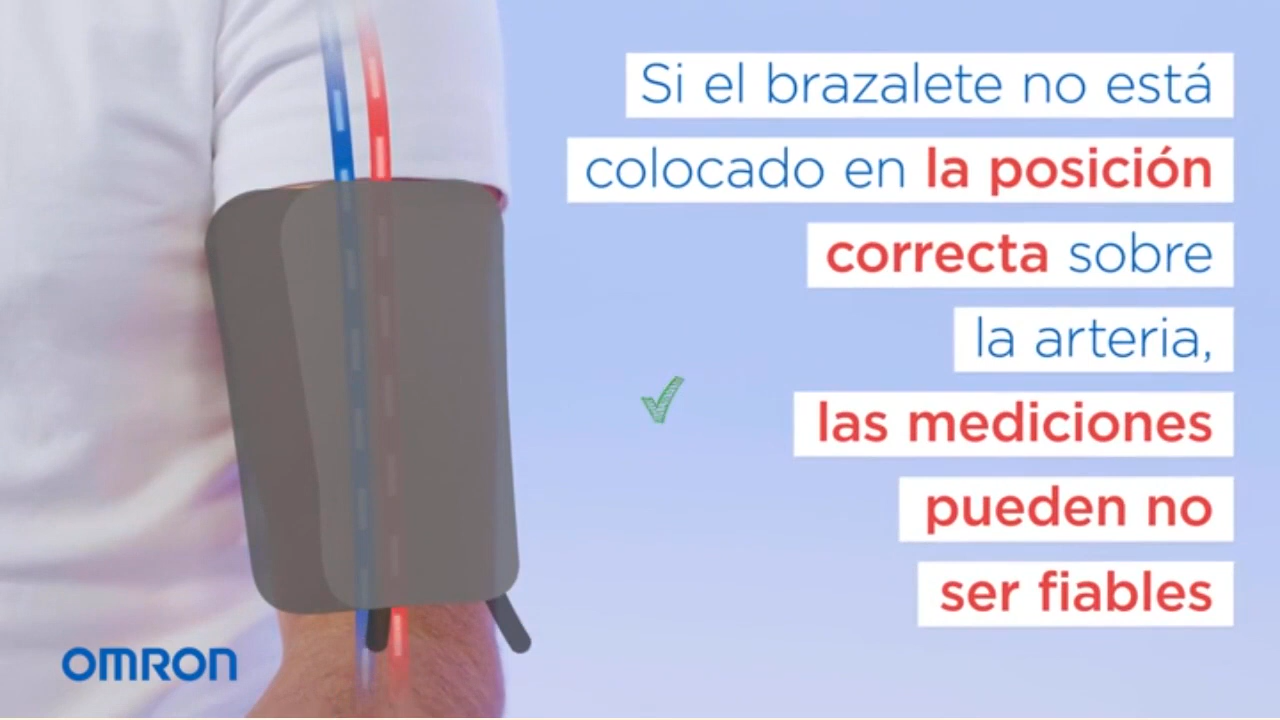 Si el brazalete no está
colocado en la posición
correcta sobre
la arteria,
las mediciones
pueden no
ser fiables
OMRON